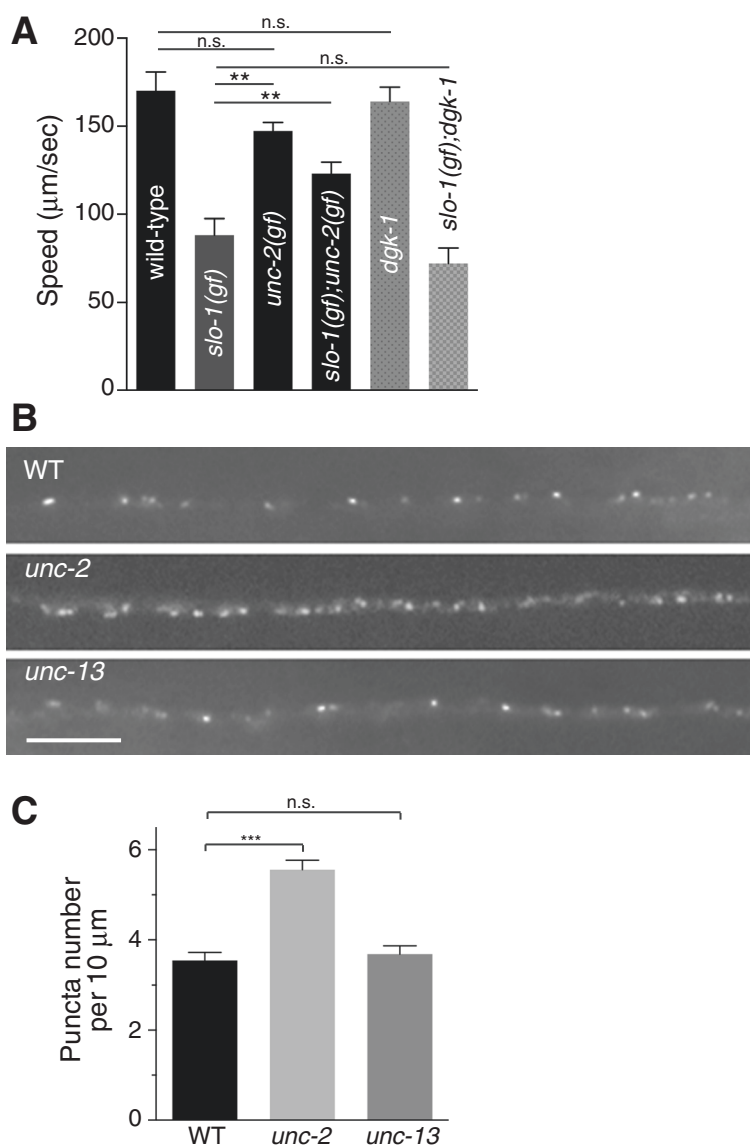 A
Speed (μm/sec)
200
150
100
50
0
n.s.
n.s.
n.s.
**
**
wild-type
slo-1(gf)
unc-2(gf)
slo-1(gf);unc-2(gf)
dgk-1
slo-1(gf);dgk-1
B
WT
unc-2
unc-13
C
Puncta number
per 10 μm
6
4
2
0
n.s.
***
WT
unc-2
unc-13